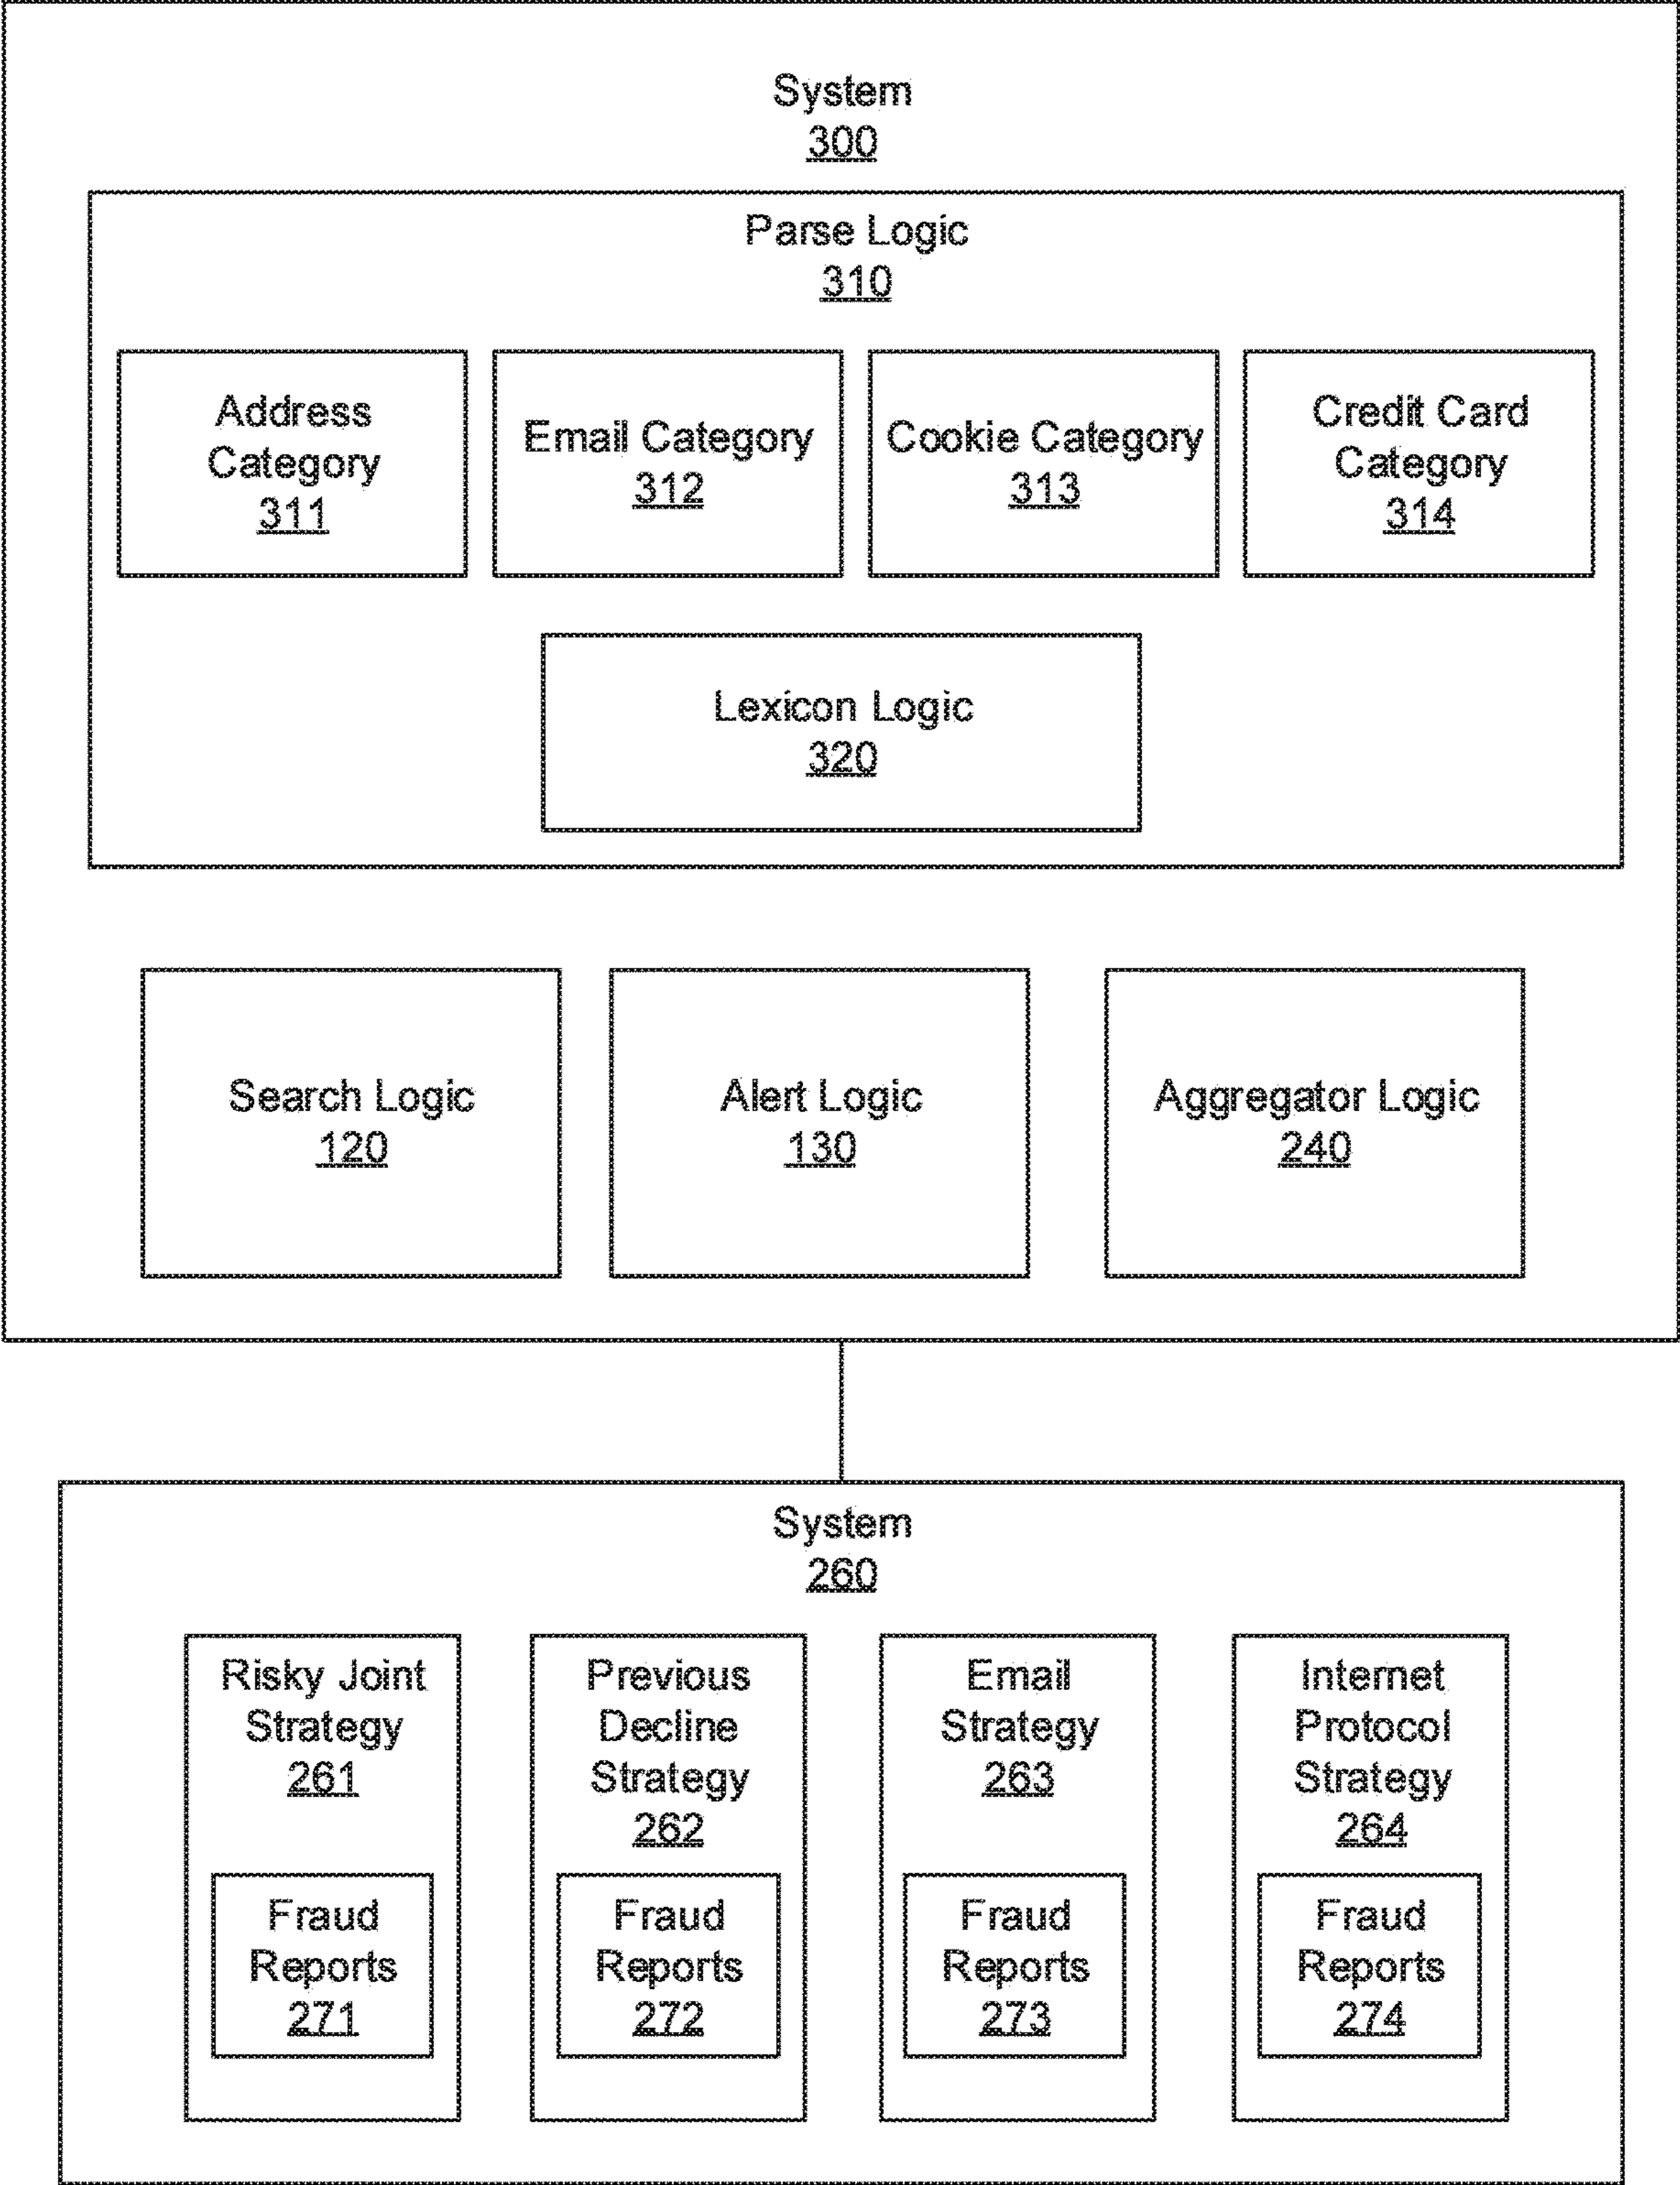 System
300
Parse Logic
310
Address
Category
311
Email Category
312
Cookie Category
313
Credit Card
Category
314
Lexicon Logic
320
Search Logic
120
Alert Logic
130
Aggregator Logic
240
System
260
Risky Joint
Strategy
261
Fraud
Reports
271
Previous
Decline
Strategy
262
Fraud
Reports
272
Email
Strategy
263
Fraud
Reports
273
Internet
Protocol
Strategy
264
Fraud
Reports
274